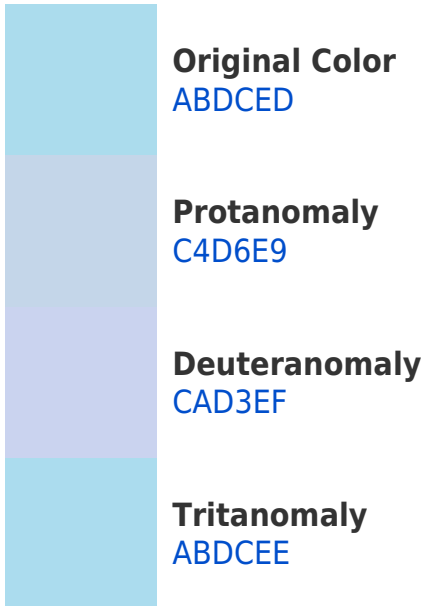 Original Color
ABDCED
Protanomaly
C4D6E9
Deuteranomaly
CAD3EF
Tritanomaly
ABDCEE